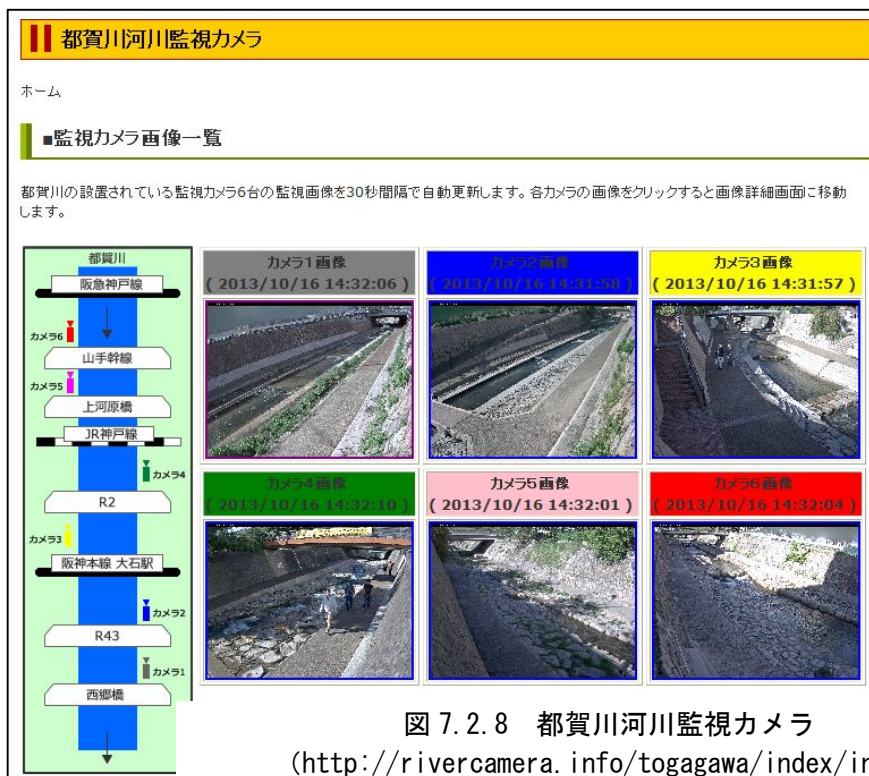 都賀川河川監視カメラ
ホーム
■監視カメラ画像一覧
都賀川の設置されている監視カメラ6台の監視画像を30秒間隔で自動更新します。各カメラの画像をクリックすると画像詳細画面に移動
します。
都賀川
阪急神戸線
カメラ6
山手幹線
カメラ5
上河原橋
JR神戸線
カメラ4
R2
カメラ3
阪神本線 大石駅
カメラ2
R43
カメラ1
西郷橋
カメラ1画像
( 2013/10/16 14:32:06 )
カメラ2画像
( 2013/10/16 14:31:58 )
カメラ3画像
( 2013/10/16 14:31:57 )
カメラ4画像
( 2013/10/16 14:32:10 )
カメラ5画像
( 2013/10/16 14:32:01 )
カメラ6画像
( 2013/10/16 14:32:04 )
図 7.2.8 都賀川河川監視カメラ
(http://rivercamera.info/togagawa/index/in